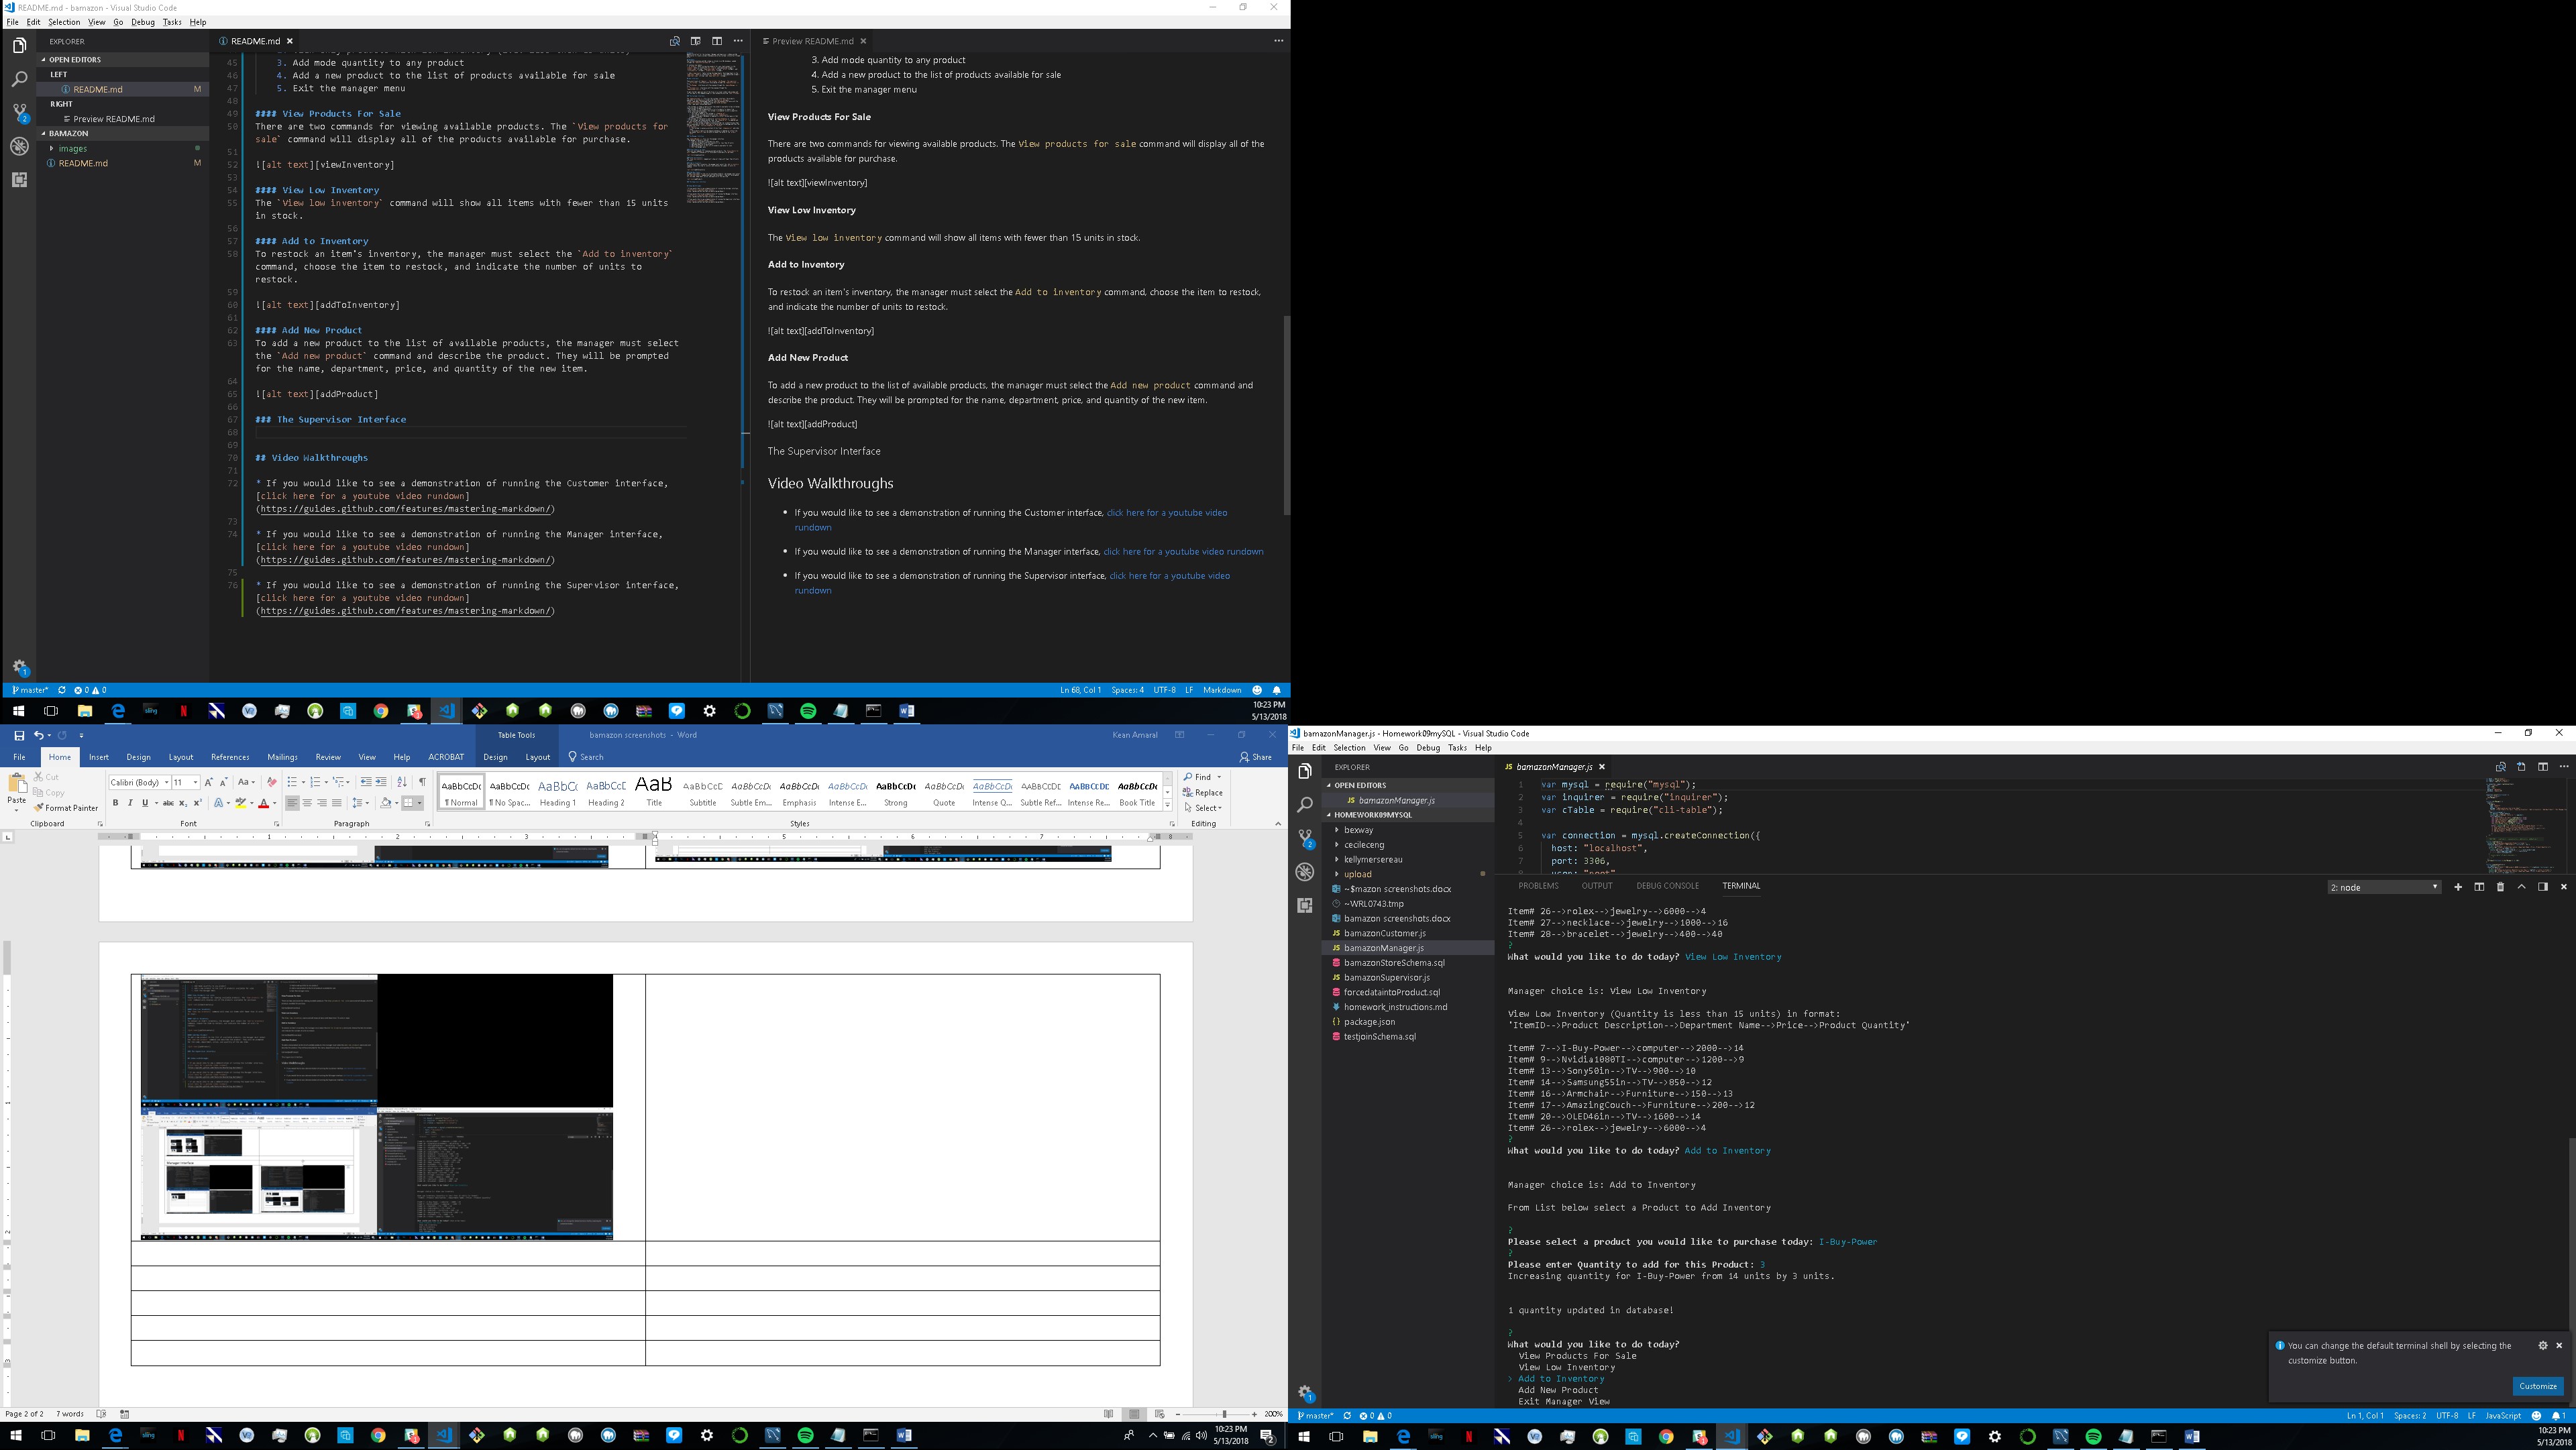 README.md - bamazon - Visual Studio Code
File Edit Selection View Go Debug Tasks Help
EXPLORER
OPEN EDITORS
LEFT
README.md M
RIGHT
Preview README.md
BAMAZON
images
README.md M
README.md
45 3. Add mode quantity to any product
46 4. Add a new product to the list of products available for sale
47 5. Exit the manager menu
48
49 #### View Products For Sale
50 There are two commands for viewing available products. The `View products for
sale` command will display all of the products available for purchase.
51
52 ![alt text][viewInventory]
53
54 #### View Low Inventory
55 The `View low inventory` command will show all items with fewer than 15 units
in stock.
56
57 #### Add to Inventory
58 To restock an item's inventory, the manager must select the `Add to inventory`
command, choose the item to restock, and indicate the number of units to
restock.
59
60 ![alt text][addToInventory]
61
62 #### Add New Product
63 To add a new product to the list of available products, the manager must select
the `Add new product` command and describe the product. They will be prompted
for the name, department, price, and quantity of the new item.
64
65 ![alt text][addProduct]
66
67 ### The Supervisor Interface
68
69
70 ## Video Walkthroughs
71
72 * If you would like to see a demonstration of running the Customer interface,
[click here for a youtube video rundown]
(https://guides.github.com/features/mastering-markdown/)
73
74 * If you would like to see a demonstration of running the Manager interface,
[click here for a youtube video rundown]
(https://guides.github.com/features/mastering-markdown/)
75
76 * If you would like to see a demonstration of running the Supervisor interface,
[click here for a youtube video rundown]
(https://guides.github.com/features/mastering-markdown/)
Preview README.md
3. Add mode quantity to any product
4. Add a new product to the list of products available for sale
5. Exit the manager menu
View Products For Sale
There are two commands for viewing available products. The View products for sale command will display all of the
products available for purchase.
![alt text][viewInventory]
View Low Inventory
The View low inventory command will show all items with fewer than 15 units in stock.
Add to Inventory
To restock an item's inventory, the manager must select the Add to inventory command, choose the item to restock,
and indicate the number of units to restock.
![alt text][addToInventory]
Add New Product
To add a new product to the list of available products, the manager must select the Add new product command and
describe the product. They will be prompted for the name, department, price, and quantity of the new item.
![alt text][addProduct]
The Supervisor Interface
Video Walkthroughs
• If you would like to see a demonstration of running the Customer interface, click here for a youtube video
rundown
• If you would like to see a demonstration of running the Manager interface, click here for a youtube video rundown
• If you would like to see a demonstration of running the Supervisor interface, click here for a youtube video
rundown
master* 0 0 Ln 68, Col 1 Spaces: 4 UTF-8 LF Markdown
10:23 PM
5/13/2018
Table Tools bamazon screenshots - Word Kean Amaral
File Home Insert Design Layout References Mailings Review View Help ACROBAT Design Layout Search Share
Paste Cut
Copy
Format Painter
Calibri (Body) 11
AaBbCcDc Normal
AaBbCcDc No Spac...
AaBbCc Heading 1
AaBbCcE Heading 2
AaB Title
AaBbCcD Subtitle
AaBbCcDc Subtle Em...
AaBbCcDc Emphasis
AaBbCcDc Intense E...
AaBbCcDc Strong
AaBbCcDc Quote
AaBbCcDc Intense Q...
AaBbCcDc Subtle Ref...
AaBbCcDc Intense Re...
AaBbCcDc Book Title
Find
Replace
Select
Clipboard Font Paragraph Styles Editing
Page 2 of 2 7 words 200%
10:23 PM
5/13/2018
bamazonManager.js - Homework09mySQL - Visual Studio Code
File Edit Selection View Go Debug Tasks Help
EXPLORER
OPEN EDITORS
bamazonManager.js
HOMEWORK09MYSQL
bexway
cecileceng
kellymersereau
upload
~$mazon screenshots.docx
~WRL0743.tmp
bamazon screenshots.docx
bamazonCustomer.js
bamazonManager.js
bamazonStoreSchema.sql
bamazonSupervisor.js
forcedataintoProduct.sql
homework_instructions.md
package.json
testjoinSchema.sql
bamazonManager.js
1 var mysql = require("mysql");
2 var inquirer = require("inquirer");
3 var cTable = require("cli-table");
4
5 var connection = mysql.createConnection({
6 host: "localhost",
7 port: 3306,
PROBLEMS OUTPUT DEBUG CONSOLE TERMINAL 2: node
Item# 26-->rolex-->jewelry-->6000-->4
Item# 27-->necklace-->jewelry-->1000-->16
Item# 28-->bracelet-->jewelry-->400-->40
?
What would you like to do today? View Low Inventory
Manager choice is: View Low Inventory
View Low Inventory (Quantity is less than 15 units) in format:
'ItemID-->Product Description-->Department Name-->Price-->Product Quantity'
Item# 7-->I-Buy-Power-->computer-->2000-->14
Item# 9-->Nvidia1080TI-->computer-->1200-->9
Item# 13-->Sony50in-->TV-->900-->10
Item# 14-->Samsung55in-->TV-->850-->12
Item# 16-->Armchair-->Furniture-->150-->13
Item# 17-->AmazingCouch-->Furniture-->200-->12
Item# 20-->OLED46in-->TV-->1600-->14
Item# 26-->rolex-->jewelry-->6000-->4
?
What would you like to do today? Add to Inventory
Manager choice is: Add to Inventory
From List below select a Product to Add Inventory
?
Please select a product you would like to purchase today: I-Buy-Power
?
Please enter Quantity to add for this Product: 3
Increasing quantity for I-Buy-Power from 14 units by 3 units.
1 quantity updated in database!
?
What would you like to do today?
View Products For Sale
View Low Inventory
> Add to Inventory
Add New Product
Exit Manager View
You can change the default terminal shell by selecting the
customize button.
Customize
master* 0 0 Ln 1, Col 1 Spaces: 2 UTF-8 LF JavaScript 1
10:23 PM
5/13/2018